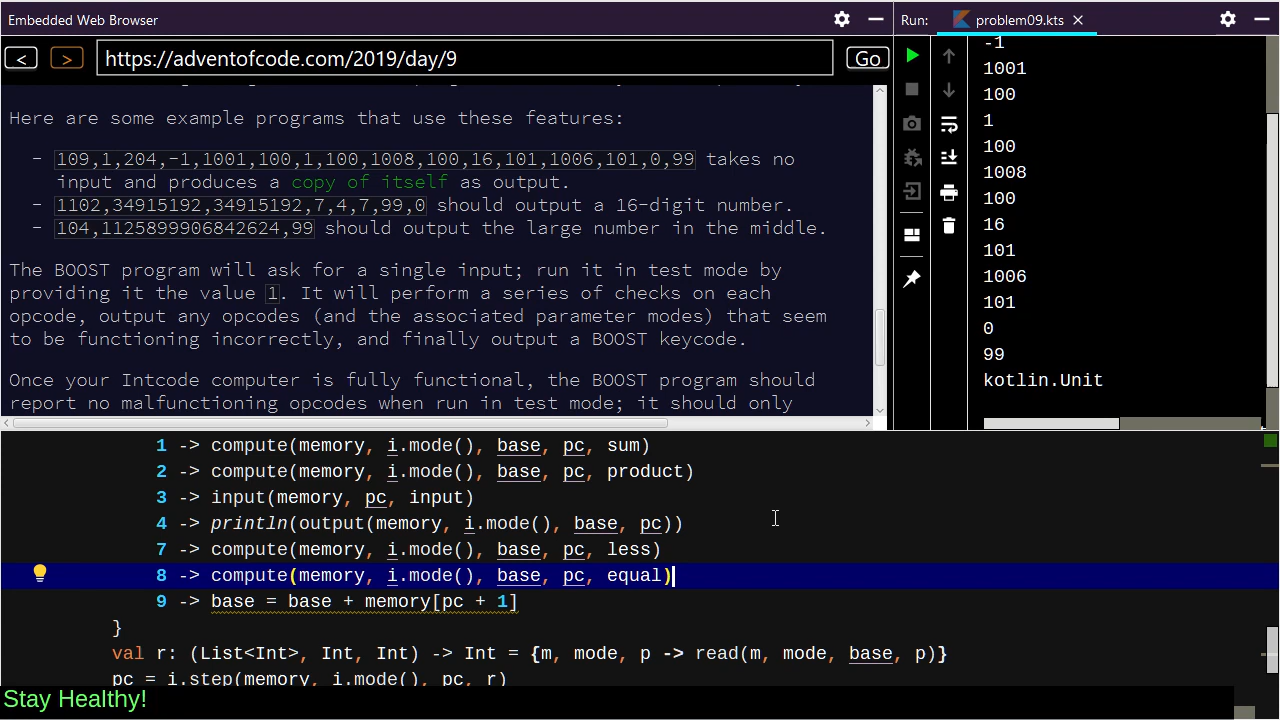 Embedded Web Browser
< > https://adventofcode.com/2019/day/9 Go
Here are some example programs that use these features:
- 109,1,204,-1,1001,100,1,100,1008,100,16,101,1006,101,0,99 takes no
input and produces a copy of itself as output.
- 1102,34915192,34915192,7,4,7,99,0 should output a 16-digit number.
- 104,1125899906842624,99 should output the large number in the middle.
The BOOST program will ask for a single input; run it in test mode by
providing it the value 1. It will perform a series of checks on each
opcode, output any opcodes (and the associated parameter modes) that seem
to be functioning incorrectly, and finally output a BOOST keycode.
Once your Intcode computer is fully functional, the BOOST program should
report no malfunctioning opcodes when run in test mode; it should only
Run: problem09.kts
-1
1001
100
1
100
1008
100
16
101
1006
101
0
99
kotlin.Unit
1 -> compute(memory, i.mode(), base, pc, sum)
2 -> compute(memory, i.mode(), base, pc, product)
3 -> input(memory, pc, input)
4 -> println(output(memory, i.mode(), base, pc))
7 -> compute(memory, i.mode(), base, pc, less)
8 -> compute(memory, i.mode(), base, pc, equal)
9 -> base = base + memory[pc + 1]
}
val r: (List<Int>, Int, Int) -> Int = {m, mode, p -> read(m, mode, base, p)}
pc = i.step(memory, i.mode(), pc, r)
Stay Healthy!